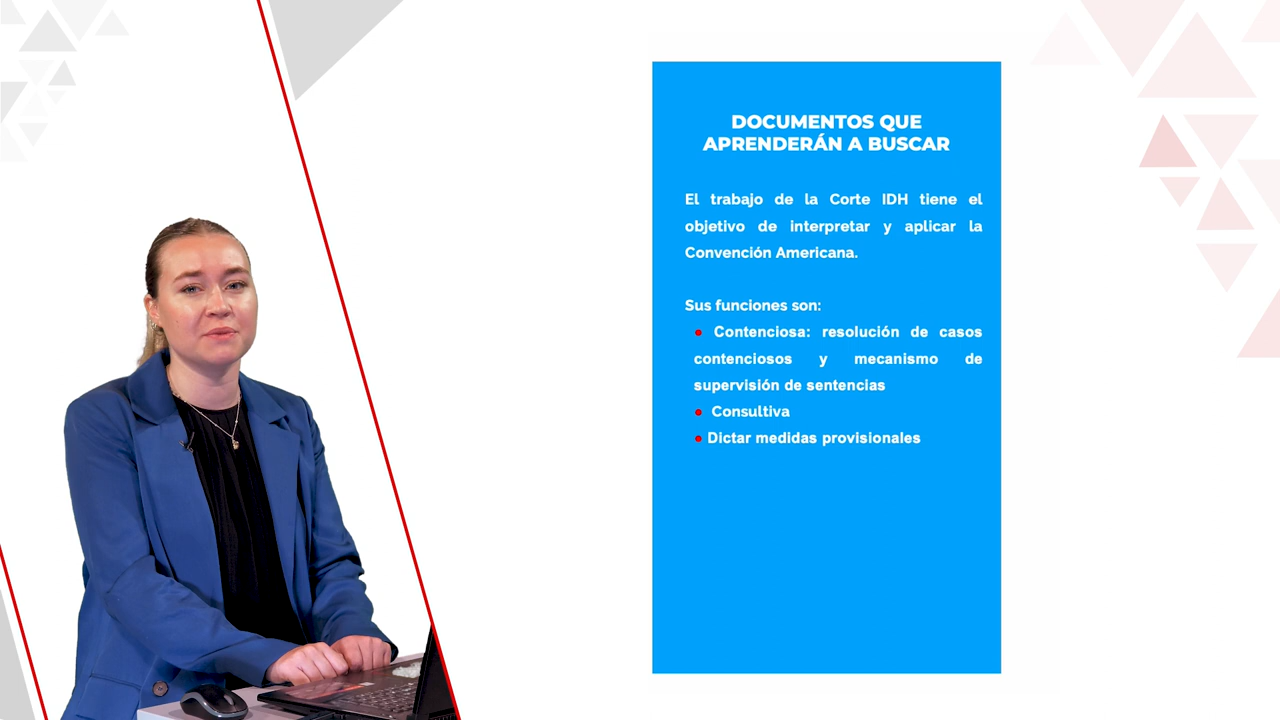 DOCUMENTOS QUE
APRENDERÁN A BUSCAR
El trabajo de la Corte IDH tiene el
objetivo de interpretar y aplicar la
Convención Americana.
Sus funciones son:
• Contenciosa: resolución de casos
contenciosos y mecanismo de
supervisión de sentencias
• Consultiva
• Dictar medidas provisionales